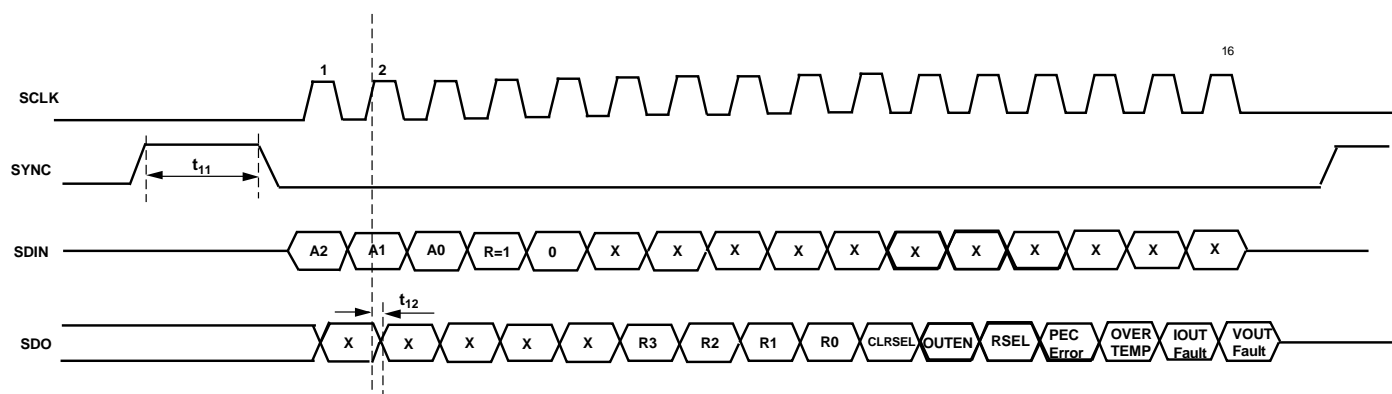 1 2 16
SCLK
SYNC
t11
SDIN A2 A1 A0 R=1 0 X X X X X X X X X X X
t12
SDO X X X X X R3 R2 R1 R0 CLRSEL OUTEN RSEL PEC Error OVER TEMP IOUT Fault VOUT Fault